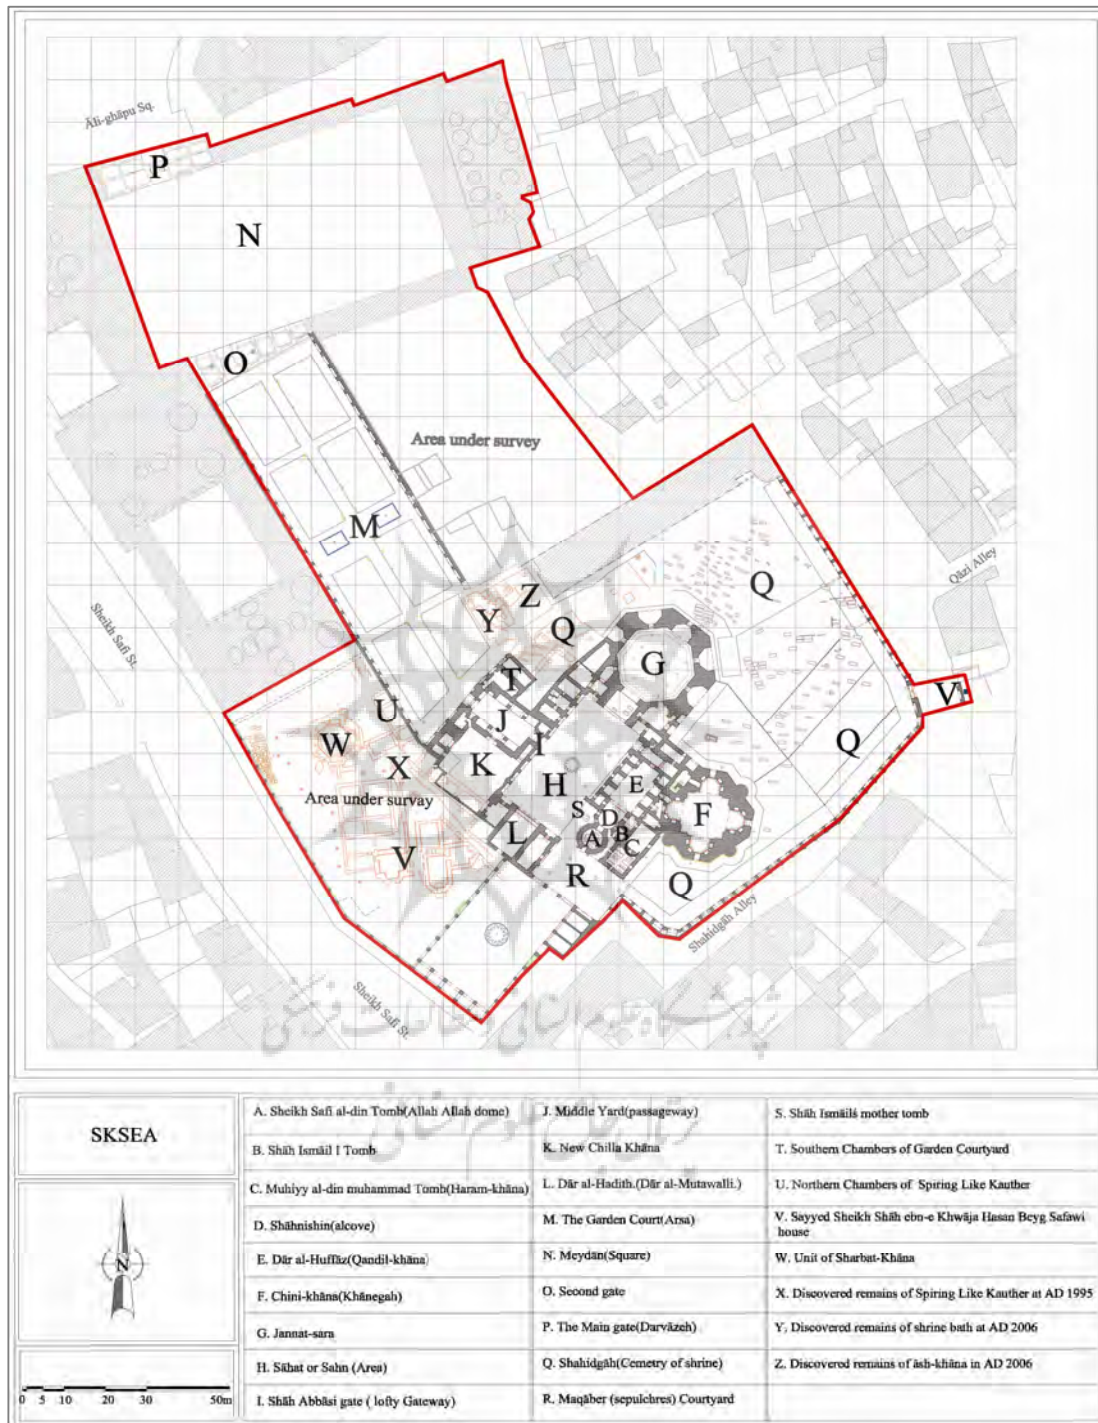 Āli-ghāpu Sq.
P
N
O
Area under survey
M
Sheikh Safi St.
Qāzi Alley
Z
Y
Q
Q
G
T
V
U
J
W
I
Q
X
K
H
E
Area under survay
S
F
D
L
A
B
C
V
R
Q
Shahidgāh Alley
Sheikh Safi St.
SKSEA
N
0 5 10 20 30 50m
A. Sheikh Safi al-din Tomb(Allah Allah dome)
B. Shāh Ismāil I Tomb
C. Muhiyy al-din muhammad Tomb(Haram-khāna)
D. Shāhnishin(alcove)
E. Dār al-Huffāz(Qandil-khāna)
F. Chini-khāna(Khānegah)
G. Jannat-sara
H. Sāhat or Sahn (Area)
I. Shāh Abbāsi gate ( lofty Gateway)
J. Middle Yard(passageway)
K. New Chilla Khāna
L. Dār al-Hadith.(Dār al-Mutawalli.)
M. The Garden Court(Arsa)
N. Meydān(Square)
O. Second gate
P. The Main gate(Darvāzeh)
Q. Shahidgāh(Cemetry of shrine)
R. Maqāber (sepulchres) Courtyard
S. Shāh Ismāilś mother tomb
T. Southern Chambers of Garden Courtyard
U. Northern Chambers of Spiring Like Kauther
V. Sayyed Sheikh Shāh ebn-e Khwāja Hasan Beyg Safawi
house
W. Unit of Sharbat-Khāna
X. Discovered remains of Spiring Like Kauther at AD 1995
Y. Discovered remains of shrine bath at AD 2006
Z. Discovered remains of āsh-khāna in AD 2006